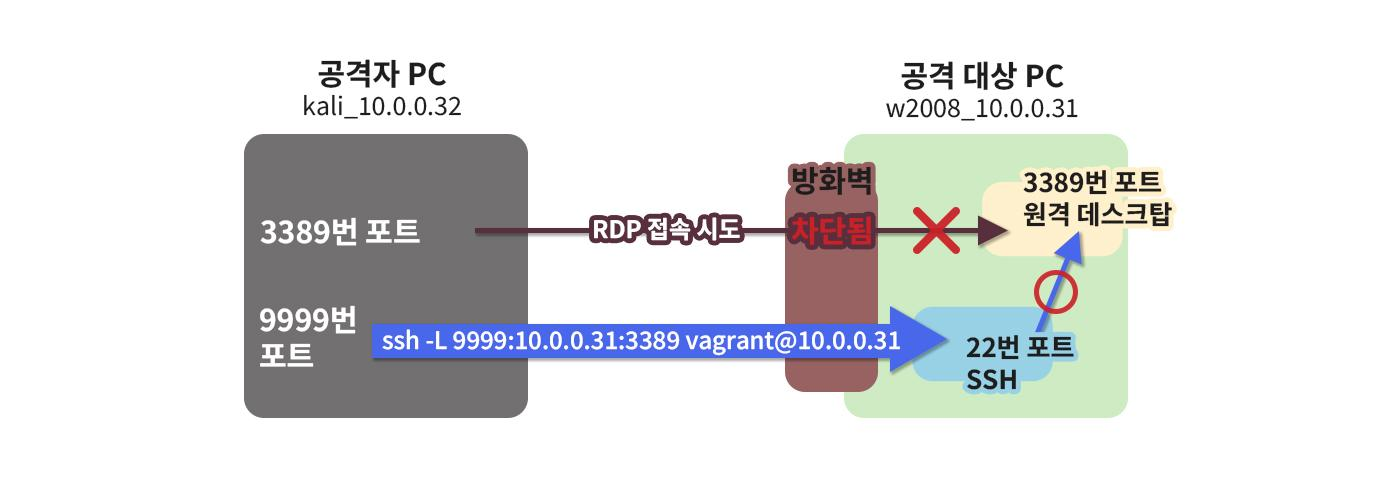 공격자 PC
kali_10.0.0.32
공격 대상 PC
w2008_10.0.0.31
방화벽
3389번 포트
원격 데스크탑
3389번 포트
RDP 접속 시도
차단됨
9999번
포트
ssh -L 9999:10.0.0.31:3389 vagrant@10.0.0.31
22번 포트
SSH